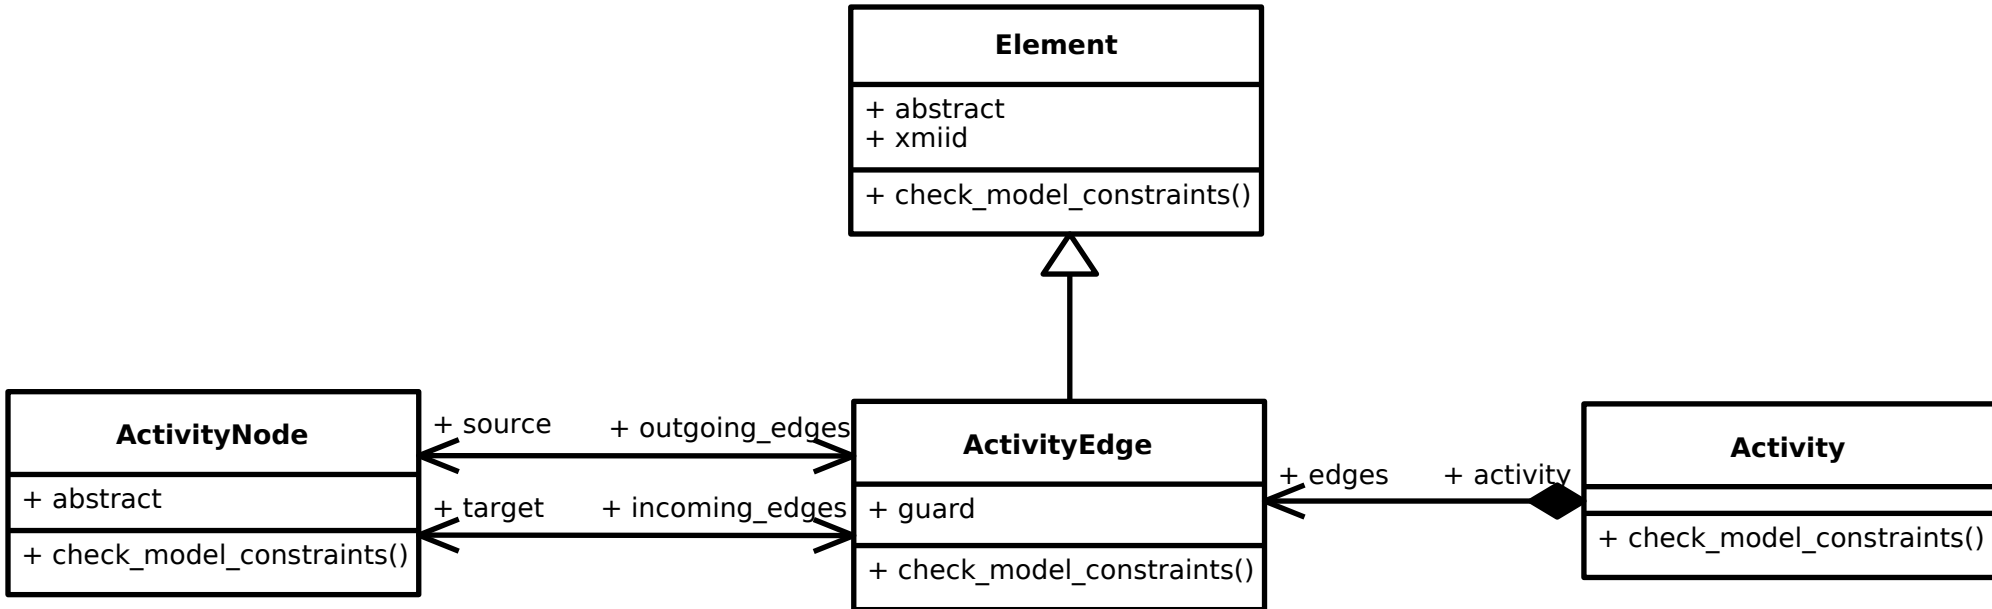 Element
+ abstract
+ xmiid
+ check_model_constraints()
ActivityNode
+ abstract
+ check_model_constraints()
+ source
+ outgoing_edges
+ target
+ incoming_edges
ActivityEdge
+ guard
+ check_model_constraints()
+ edges
+ activity
Activity
+ check_model_constraints()